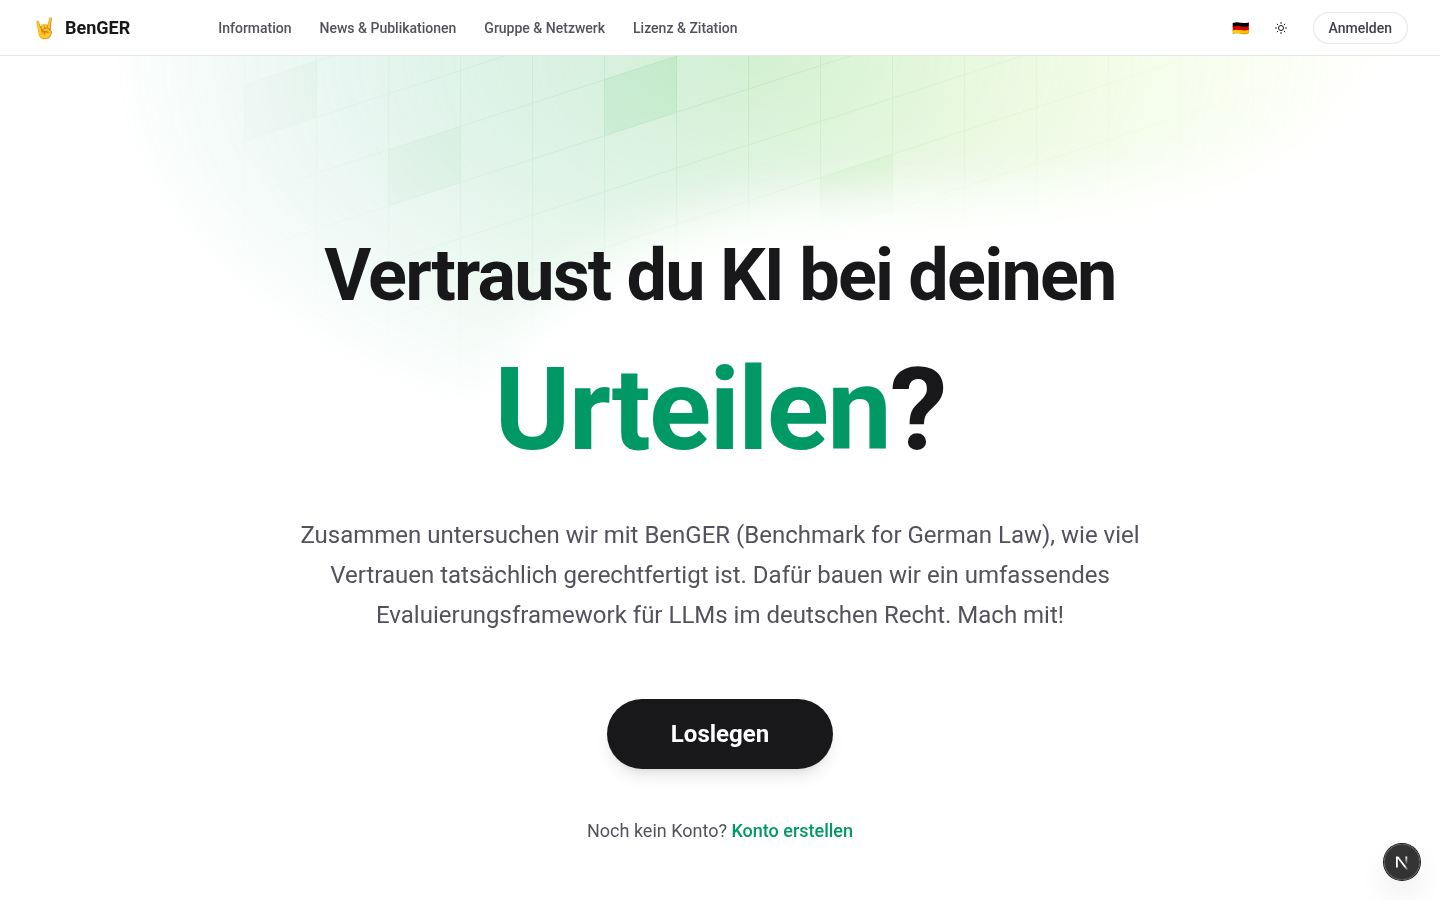 BenGER
Information
News & Publikationen
Gruppe & Netzwerk
Lizenz & Zitation
Anmelden
Vertraust du KI bei deinen
Urteilen?
Zusammen untersuchen wir mit BenGER (Benchmark for German Law), wie viel
Vertrauen tatsächlich gerechtfertigt ist. Dafür bauen wir ein umfassendes
Evaluierungsframework für LLMs im deutschen Recht. Mach mit!
Loslegen
Noch kein Konto? Konto erstellen
N